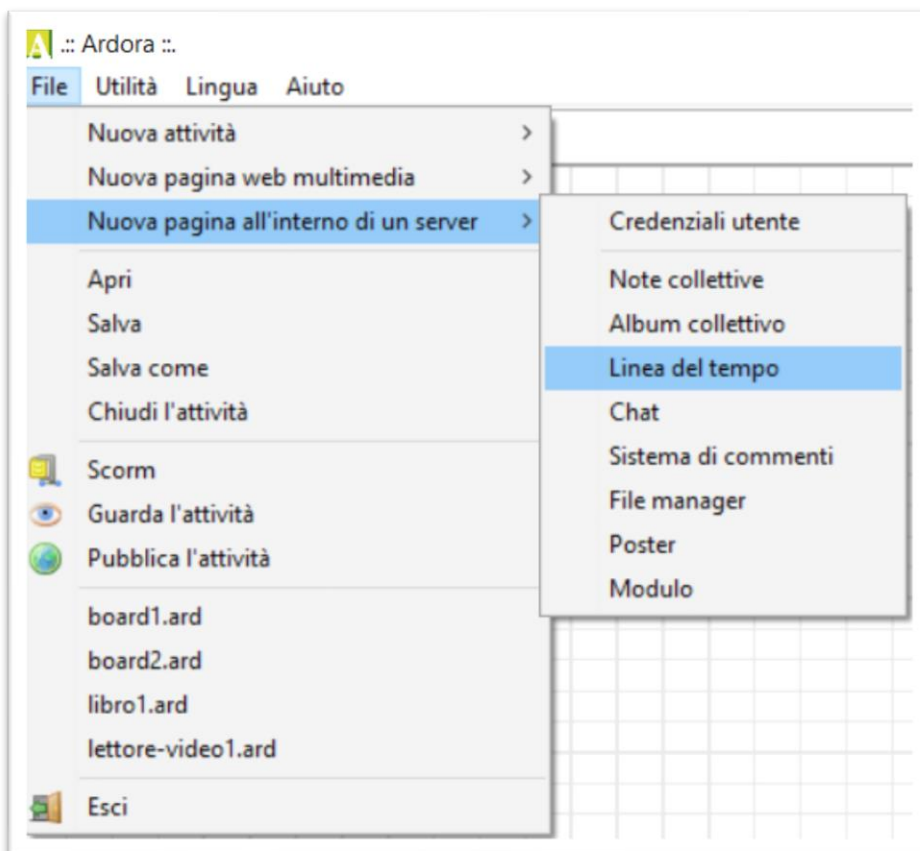 .:: Ardora ::.
File Utilità Lingua Aiuto
Nuova attività
Nuova pagina web multimedia
Nuova pagina all'interno di un server
Apri
Salva
Salva come
Chiudi l'attività
Scorm
Guarda l'attività
Pubblica l'attività
board1.ard
board2.ard
libro1.ard
lettore-video1.ard
Esci
Credenziali utente
Note collettive
Album collettivo
Linea del tempo
Chat
Sistema di commenti
File manager
Poster
Modulo